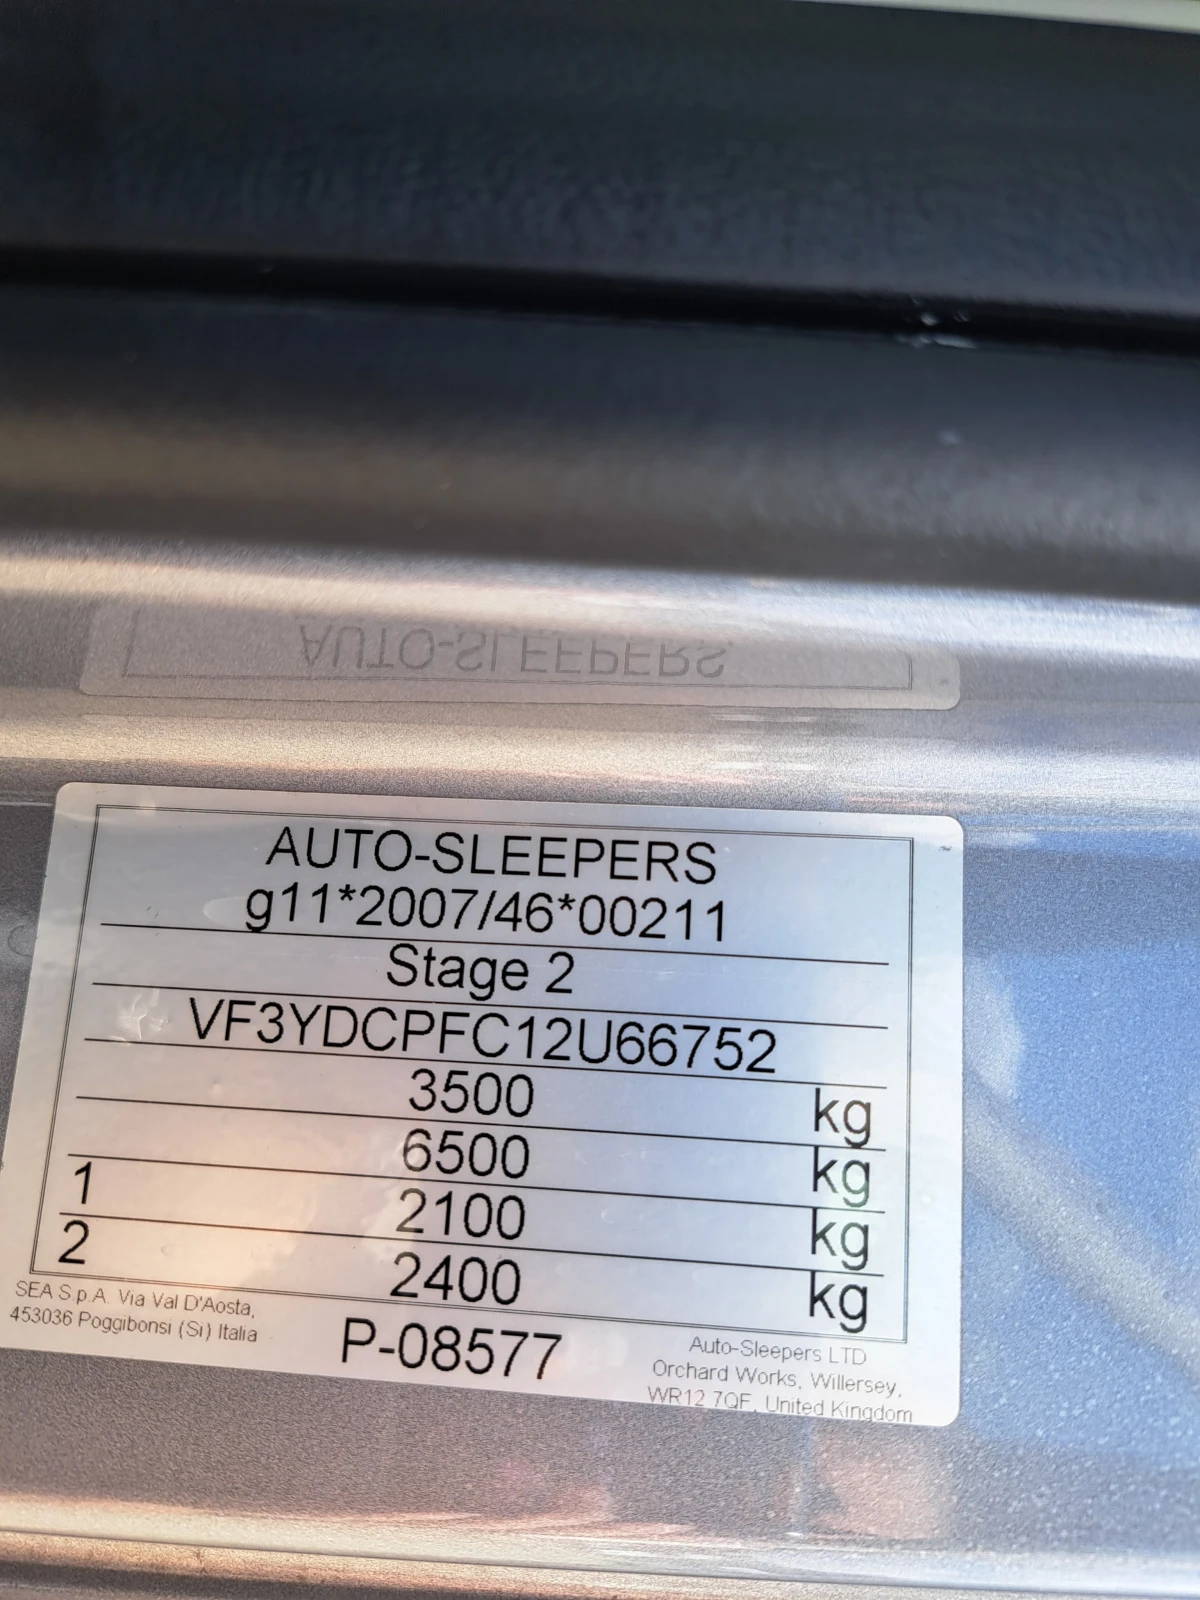 AUTO-SLEEPERS
AUTO-SLEEPERS
g11*2007/46*00211
Stage 2
VF3YDCPFC12U66752
3500 kg
6500 kg
1 2100 kg
2 2400 kg
SEA S.p.A. Via Val D'Aosta,
453036 Poggibonsi (Si) Italia
P-08577
Auto-Sleepers LTD
Orchard Works, Willersey,
WR12 7QF, United Kingdom